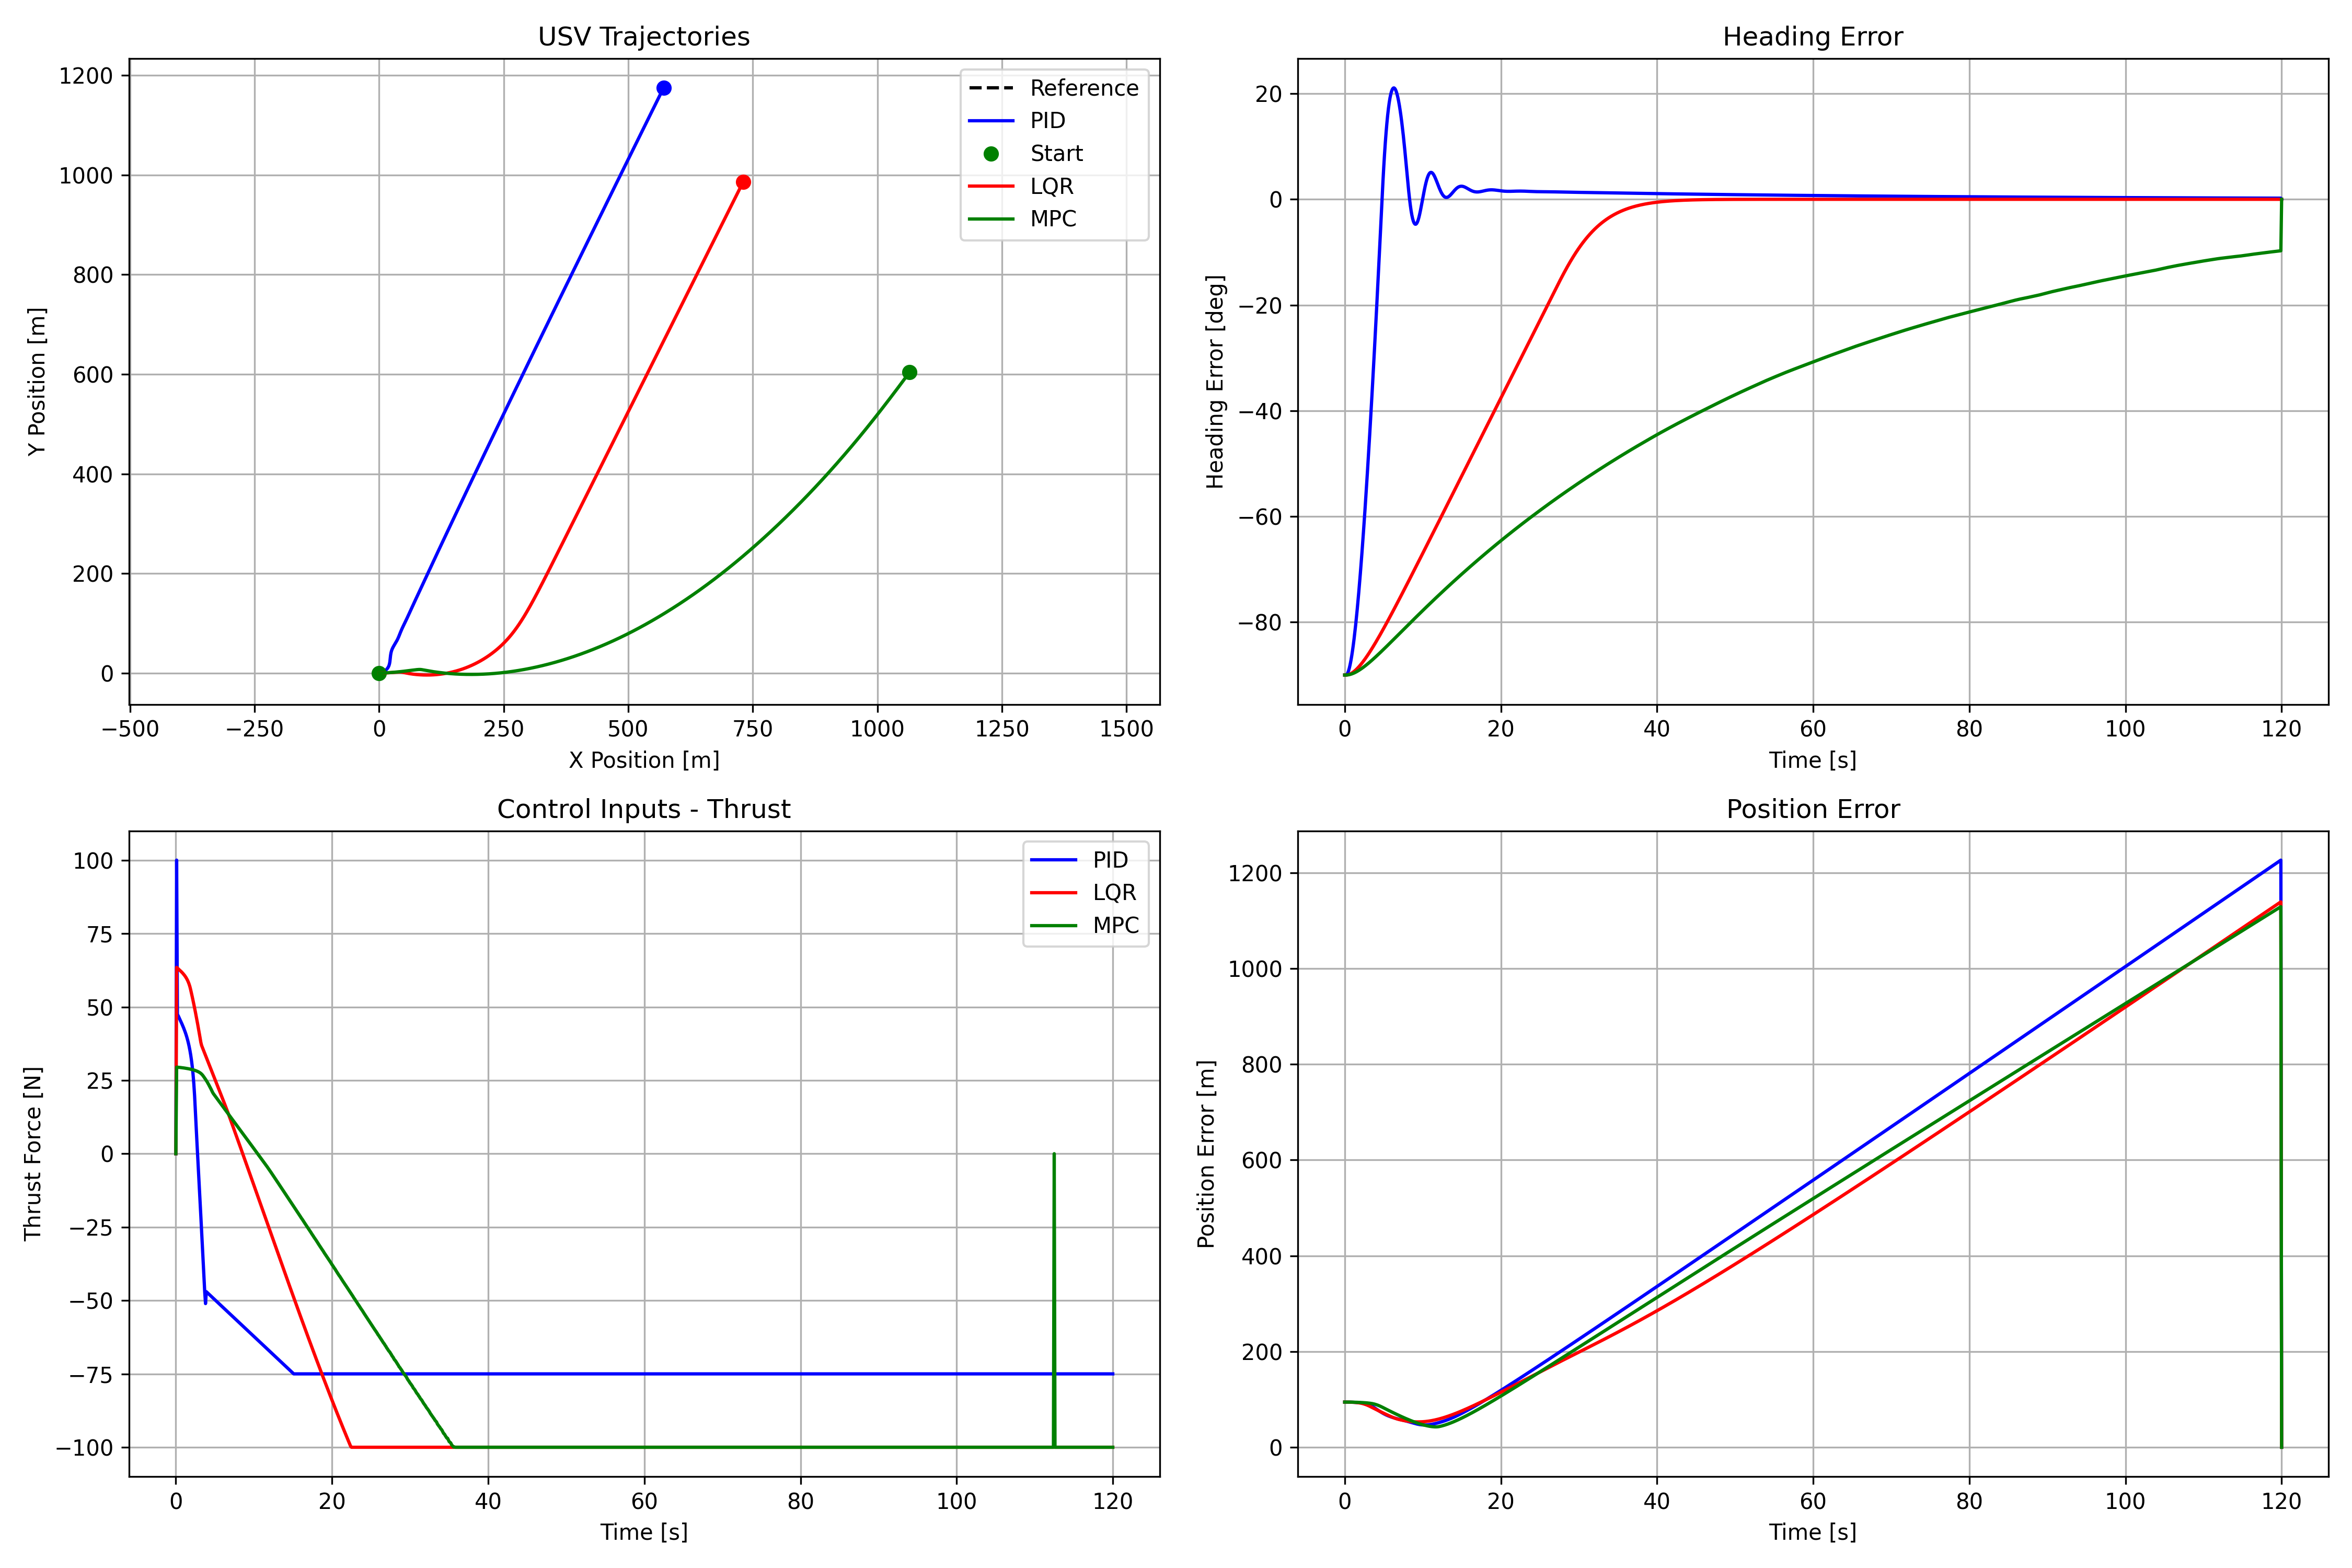 USV Trajectories
1200
1000
800
600
400
200
0
Y Position [m]
−500 −250 0 250 500 750 1000 1250 1500
X Position [m]
Reference
PID
Start
LQR
MPC
Heading Error
20
0
−20
−40
−60
−80
Heading Error [deg]
0 20 40 60 80 100 120
Time [s]
Control Inputs - Thrust
100
75
50
25
0
−25
−50
−75
−100
Thrust Force [N]
0 20 40 60 80 100 120
Time [s]
PID
LQR
MPC
Position Error
1200
1000
800
600
400
200
0
Position Error [m]
0 20 40 60 80 100 120
Time [s]